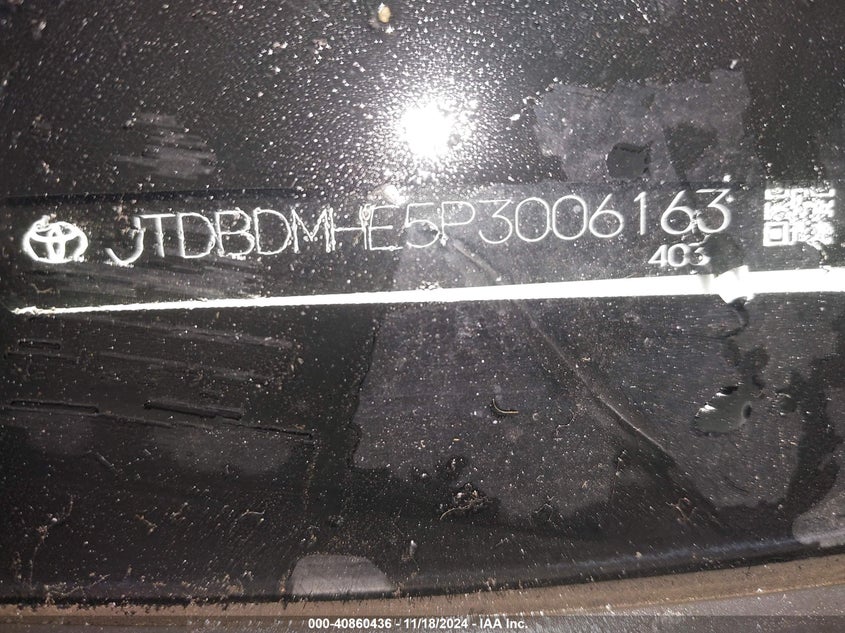 JTDBDMHE5P3006163
403
000-40860436 - 11/18/2024 - IAA Inc.